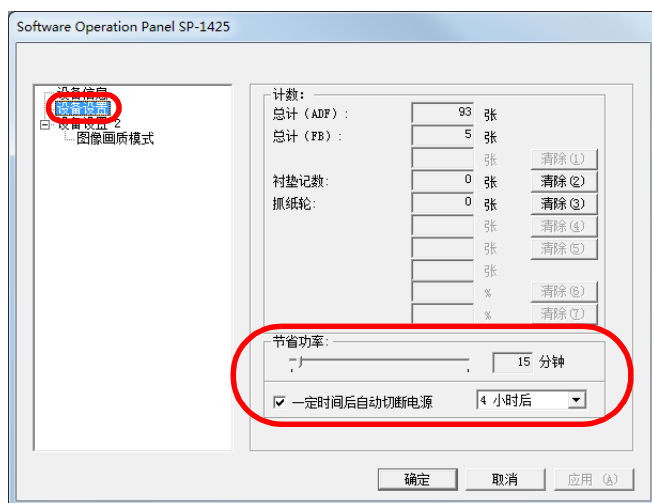 Software Operation Panel SP-1425
设备信息
设备设置
设备设置 2
图像画质模式
计数:
总计 (ADF) : 93 张
总计 (FB) : 5 张
张 清除(1)
衬垫记数: 0 张 清除(2)
抓纸轮: 0 张 清除(3)
张 清除(4)
张 清除(5)
张
% 清除(6)
% 清除(7)
节省功率:
15 分钟
一定时间后自动切断电源 4 小时后
确定 取消 应用 (A)